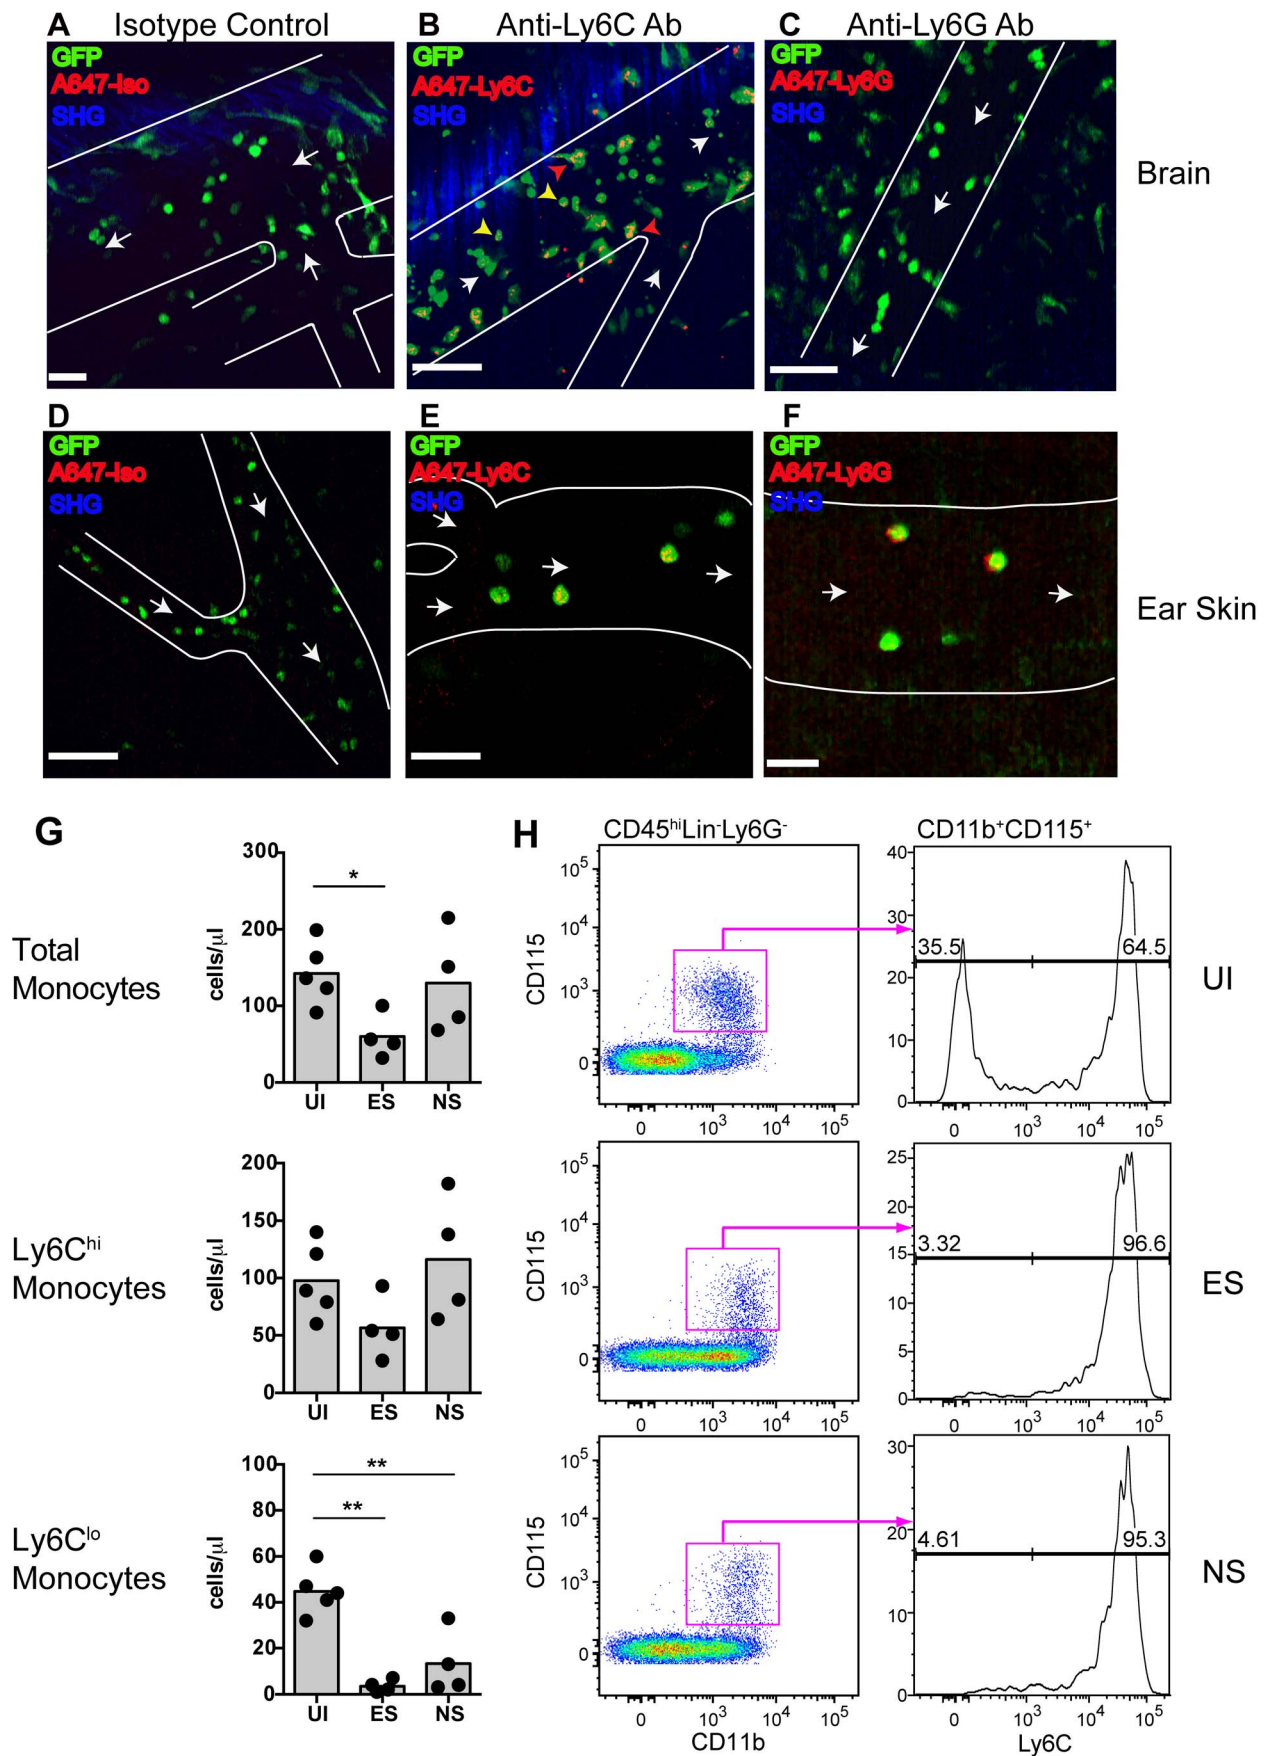 A Isotype Control
B Anti-Ly6C Ab
C Anti-Ly6G Ab
GFP
A647-Iso
SHG
GFP
A647-Ly6C
SHG
GFP
A647-Ly6G
SHG
Brain
D
E
F
GFP
A647-Iso
SHG
GFP
A647-Ly6C
SHG
GFP
A647-Ly6G
SHG
Ear Skin
G
Total
Monocytes
cells/µl
300
200
100
0
*
UI ES NS
Ly6Chi
Monocytes
cells/µl
200
150
100
50
0
UI ES NS
Ly6Clo
Monocytes
cells/µl
100
80
60
40
20
0
**
**
UI ES NS
H
CD45hiLin-Ly6G-
CD11b+CD115+
CD115
10^5
10^4
10^3
0
0 10^3 10^4 10^5
40
30
20
10
0
35.5 64.5
0 10^3 10^4 10^5
UI
CD115
10^5
10^4
10^3
0
0 10^3 10^4 10^5
25
20
15
10
5
0
3.32 96.6
0 10^3 10^4 10^5
ES
CD115
10^5
10^4
10^3
0
0 10^3 10^4 10^5
CD11b
30
20
10
0
4.61 95.3
0 10^3 10^4 10^5
Ly6C
NS